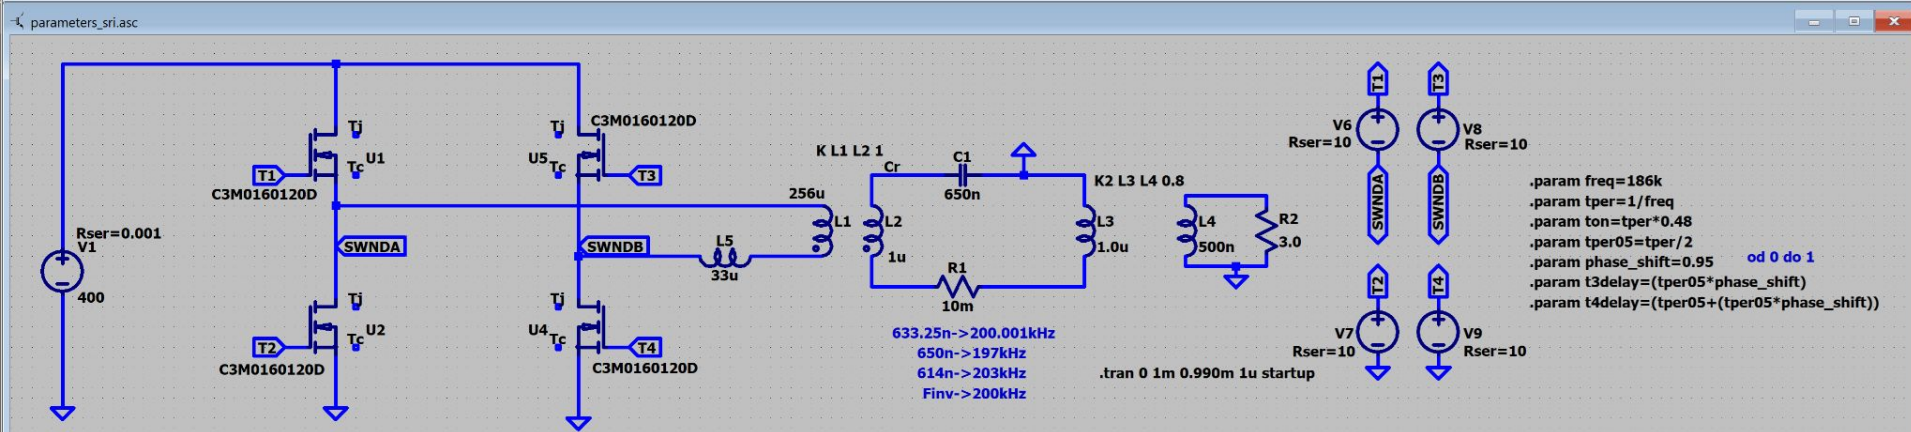 parameters_sri.asc
Rser=0.001
V1
400
Tj
Tc
U1
T1
C3M0160120D
SWNDA
Tj
Tc
U2
T2
C3M0160120D
C3M0160120D
Tj
U5
Tc
T3
SWNDB
Tj
U4
Tc
T4
C3M0160120D
L5
33u
K L1 L2 1
256u
L1
L2
1u
Cr
C1
650n
R1
10m
K2 L3 L4 0.8
L3
1.0u
L4
500n
R2
3.0
633.25n->200.001kHz
650n->197kHz
614n->203kHz
Finv->200kHz
.tran 0 1m 0.990m 1u startup
T1
V6
Rser=10
SWNDA
T3
V8
Rser=10
SWNDB
T2
V7
Rser=10
T4
V9
Rser=10
.param freq=186k
.param tper=1/freq
.param ton=tper*0.48
.param tper05=tper/2
.param phase_shift=0.95 od 0 do 1
.param t3delay=(tper05*phase_shift)
.param t4delay=(tper05+(tper05*phase_shift))